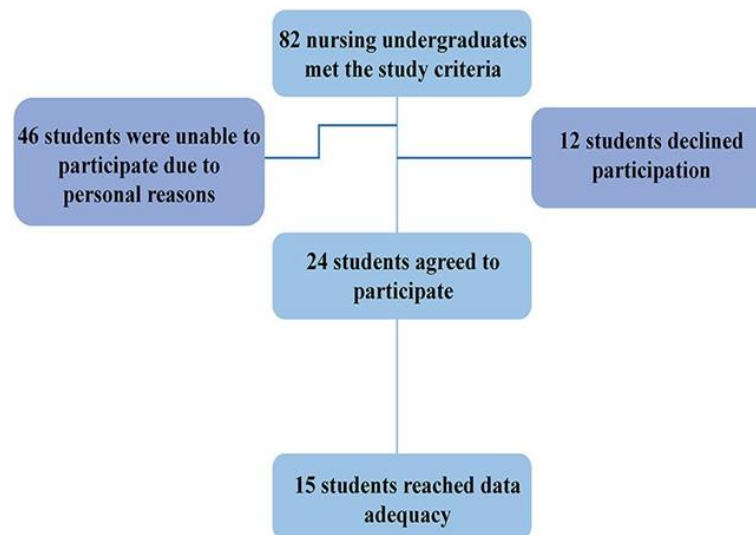 82 nursing undergraduates
met the study criteria
46 students were unable to
participate due to
personal reasons
12 students declined
participation
24 students agreed to
participate
15 students reached data
adequacy